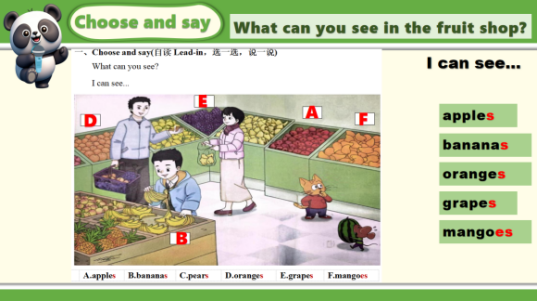 Choose and say
What can you see in the fruit shop?
一、Choose and say(自读 Lead-in，选一选，说一说)
What can you see?
I can see...
I can see...
D
E
A
F
B
apples
bananas
oranges
grapes
mangoes
A.apples B.bananas C.pears D.oranges E.grapes F.mangoes